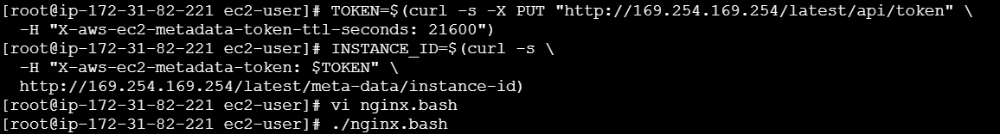 [root@ip-172-31-82-221 ec2-user]# TOKEN=$(curl -s -X PUT "http://169.254.169.254/latest/api/token" \
  -H "X-aws-ec2-metadata-token-ttl-seconds: 21600")
[root@ip-172-31-82-221 ec2-user]# INSTANCE_ID=$(curl -s \
  -H "X-aws-ec2-metadata-token: $TOKEN" \
  http://169.254.169.254/latest/meta-data/instance-id)
[root@ip-172-31-82-221 ec2-user]# vi nginx.bash
[root@ip-172-31-82-221 ec2-user]# ./nginx.bash